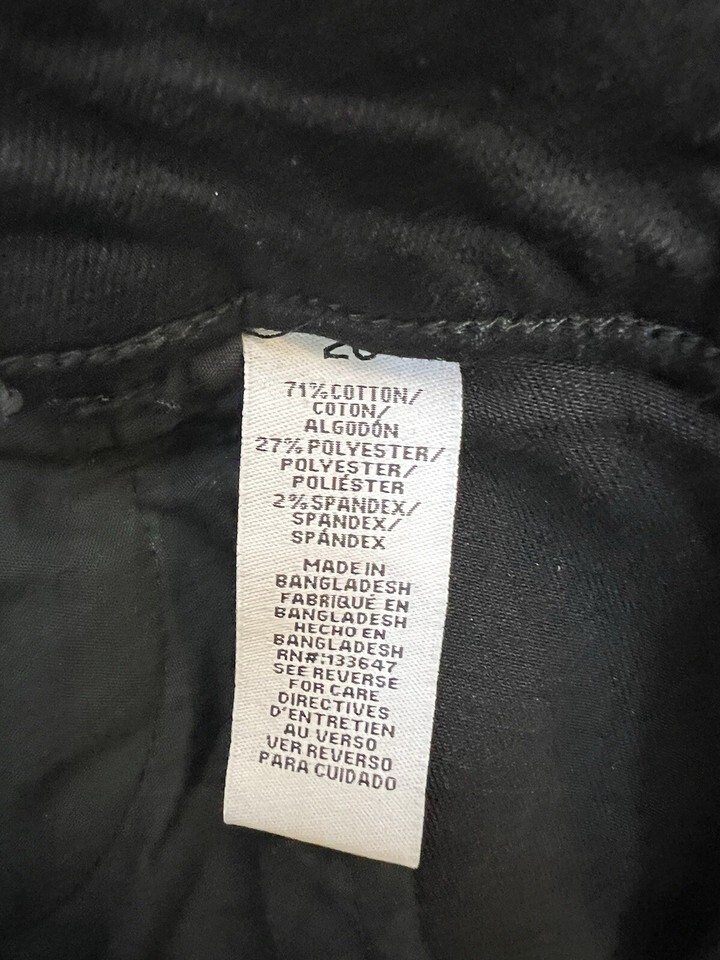 71% COTTON/
COTON/
ALGODÓN
27% POLYESTER/
POLYESTER/
POLIÉSTER
2% SPANDEX/
SPANDEX/
SPÁNDEX
MADE IN
BANGLADESH
FABRIQUÉ EN
BANGLADESH
HECHO EN
BANGLADESH
RN#:133647
SEE REVERSE
FOR CARE
DIRECTIVES
D'ENTRETIEN
AU VERSO
VER REVERSO
PARA CUIDADO